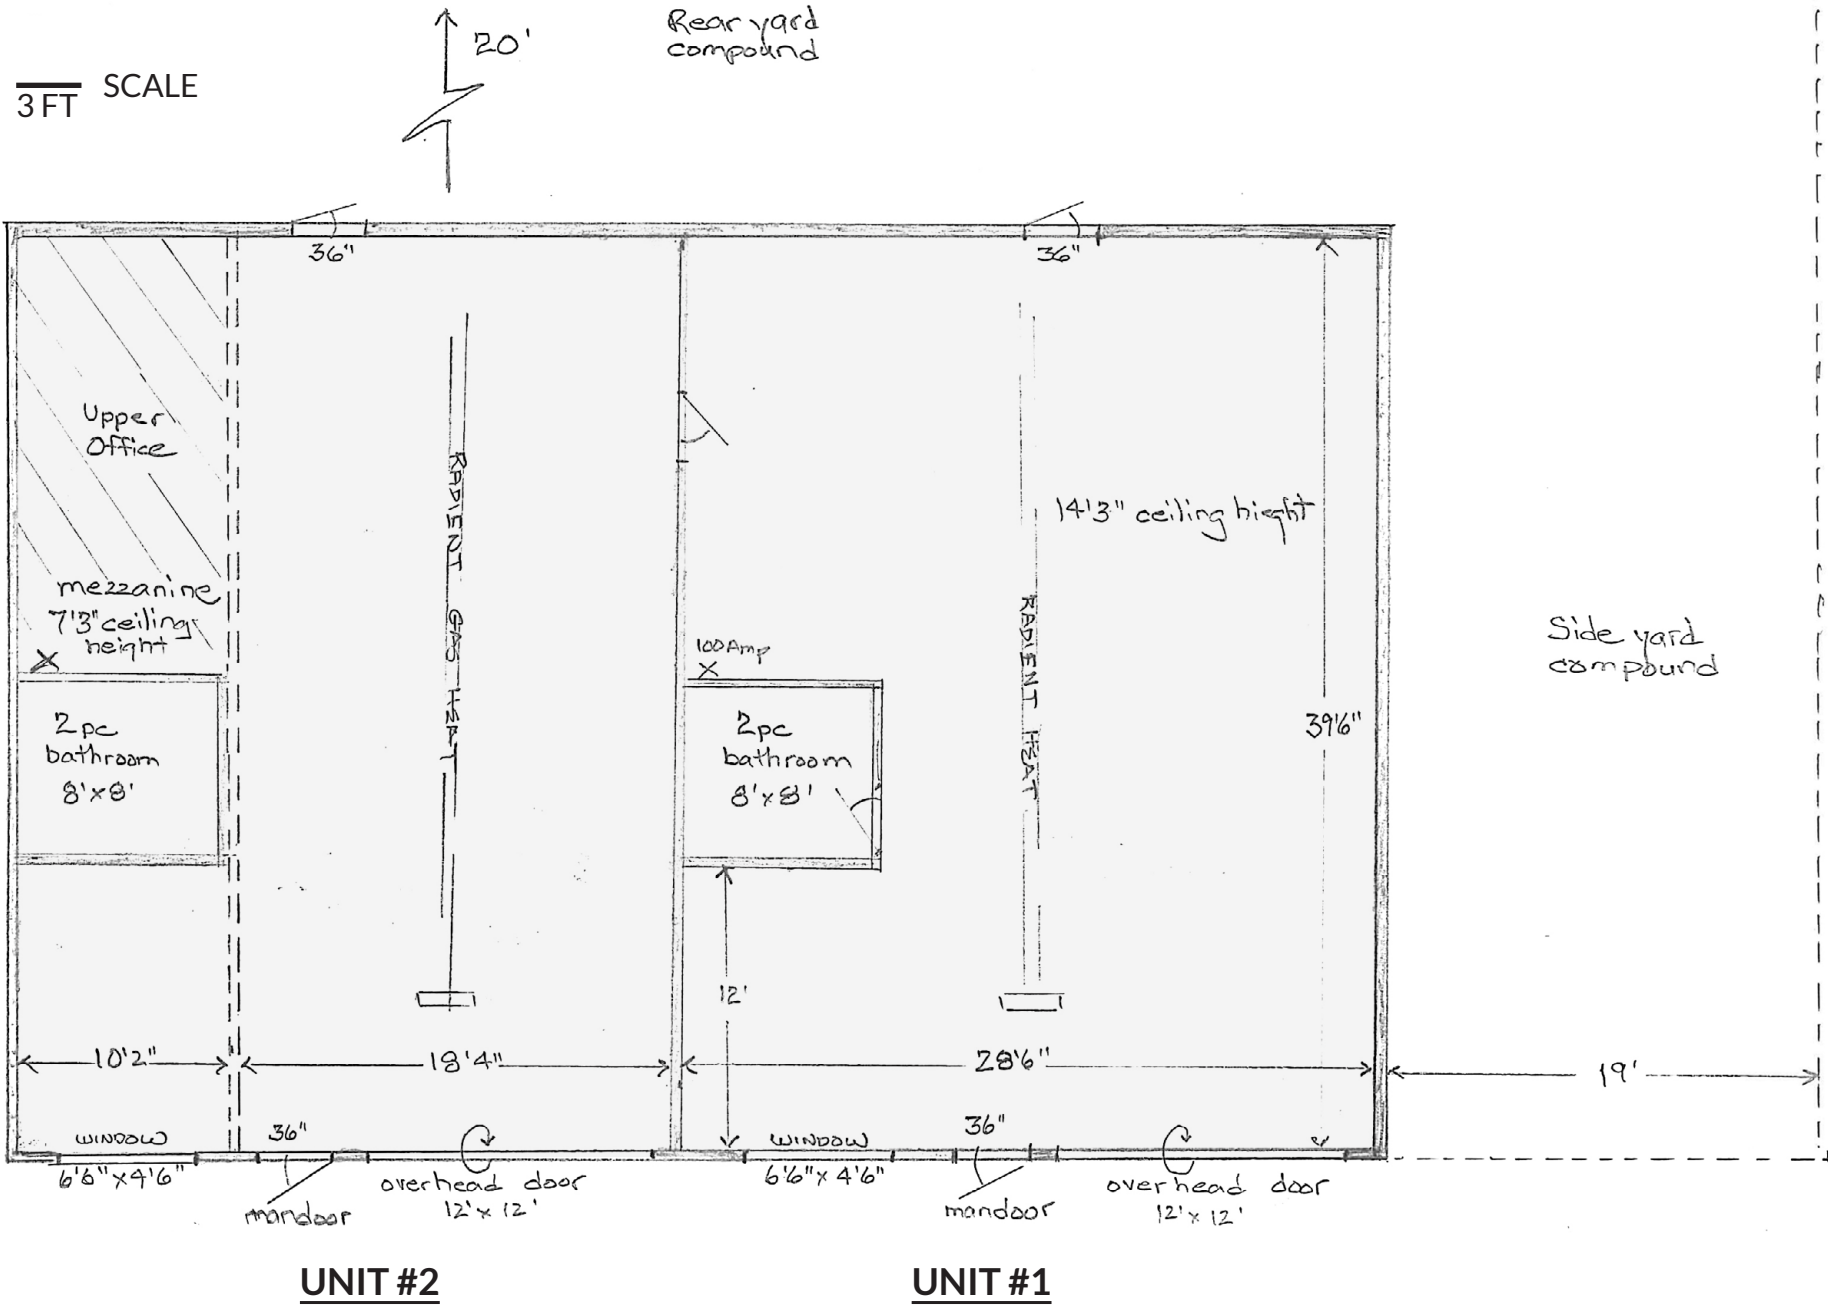 20'
Rear yard
compound
SCALE
3 FT
36"
36"
Upper
Office
RADIENT GAS HEAT
14'3" ceiling hieght
mezzanine
7'3" ceiling
height
X
RADIENT HEAT
Side yard
compound
100 Amp
X
2pc
bathroom
8'x8'
2pc
bathroom
8'x8'
39'6"
12'
10'2"
18'4"
28'6"
19'
WINDOW
36"
WINDOW
36"
6'6"x4'6"
mandoor
overhead door
12'x12'
6'6"x4'6"
mandoor
overhead door
12'x12'
UNIT #2
UNIT #1